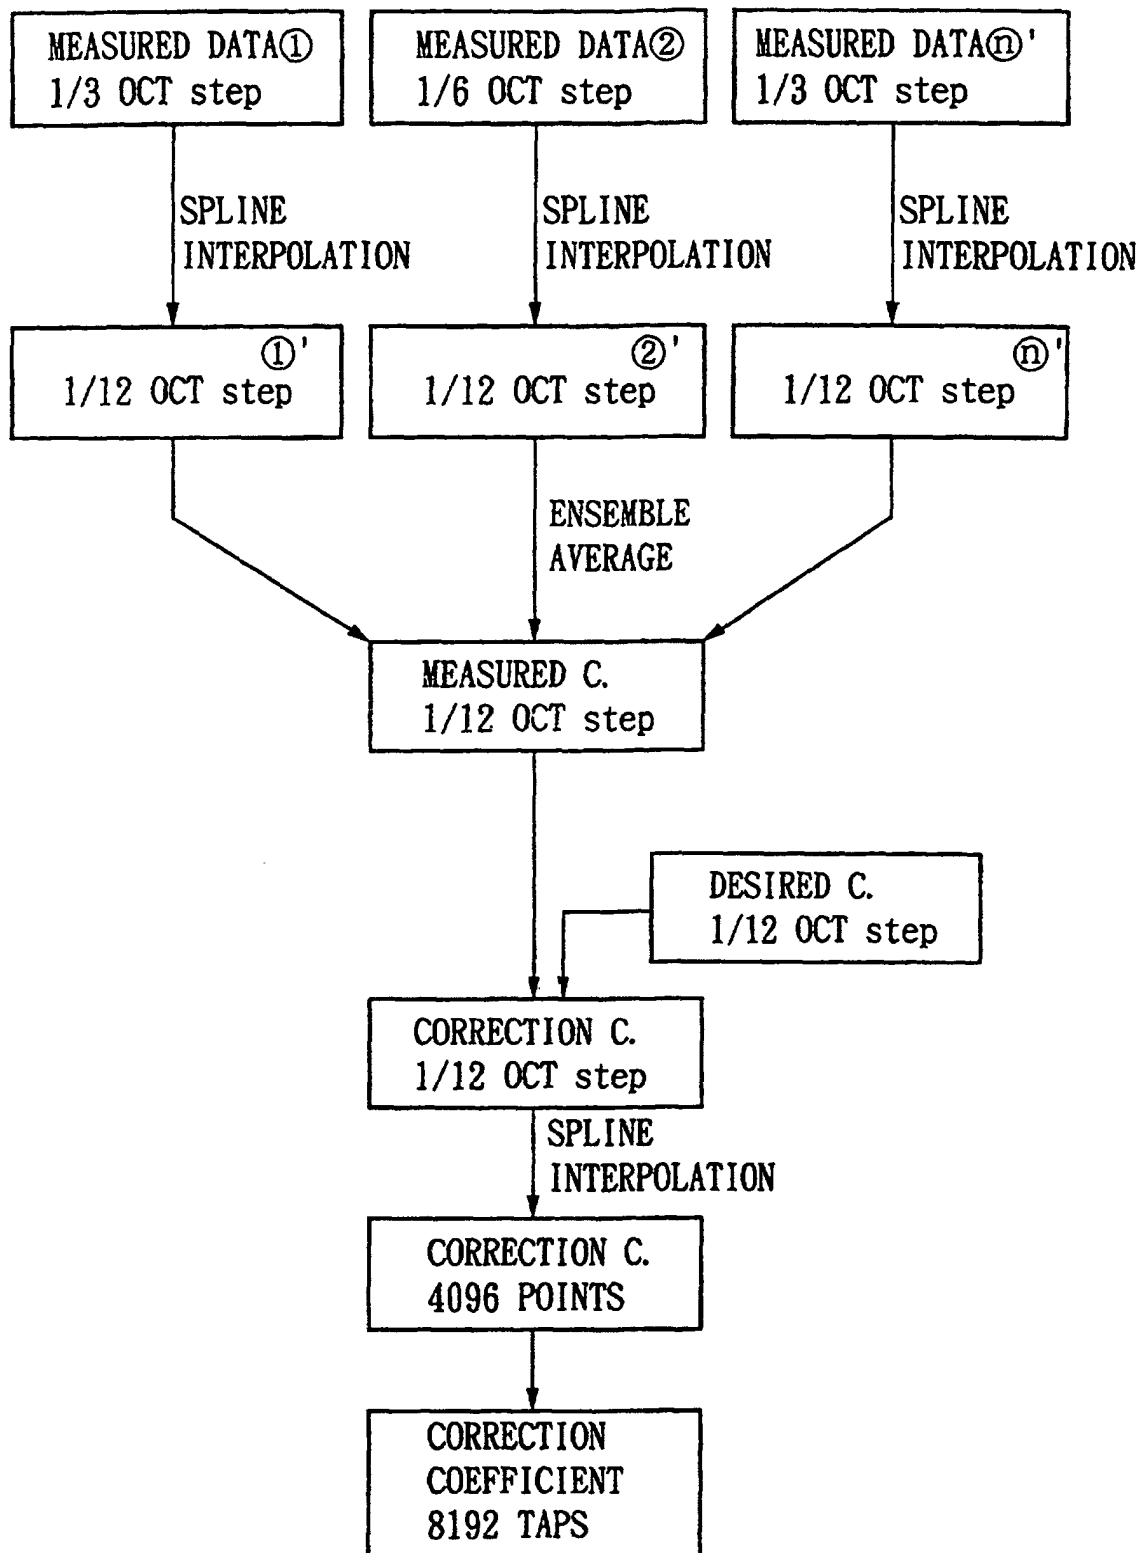 MEASURED DATA①
1/3 OCT step
MEASURED DATA②
1/6 OCT step
MEASURED DATAⓝ'
1/3 OCT step
SPLINE
INTERPOLATION
SPLINE
INTERPOLATION
SPLINE
INTERPOLATION
①'
1/12 OCT step
②'
1/12 OCT step
ⓝ'
1/12 OCT step
ENSEMBLE
AVERAGE
MEASURED C.
1/12 OCT step
DESIRED C.
1/12 OCT step
CORRECTION C.
1/12 OCT step
SPLINE
INTERPOLATION
CORRECTION C.
4096 POINTS
CORRECTION
COEFFICIENT
8192 TAPS